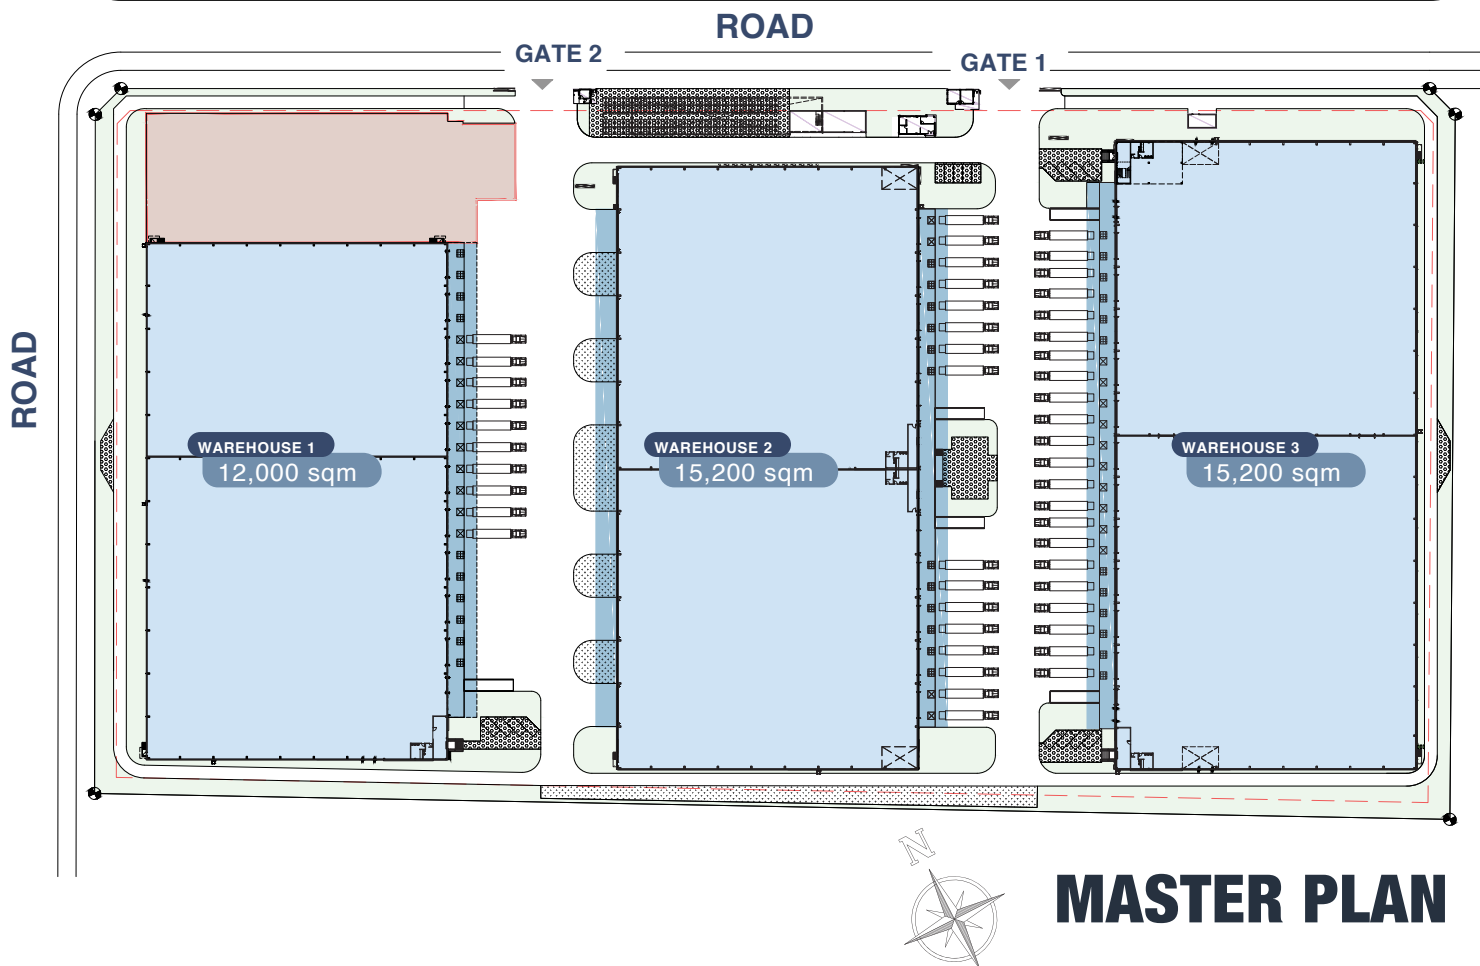 ROAD
GATE 2
GATE 1
ROAD
WAREHOUSE 1
12,000 sqm
WAREHOUSE 2
15,200 sqm
WAREHOUSE 3
15,200 sqm
N
MASTER PLAN